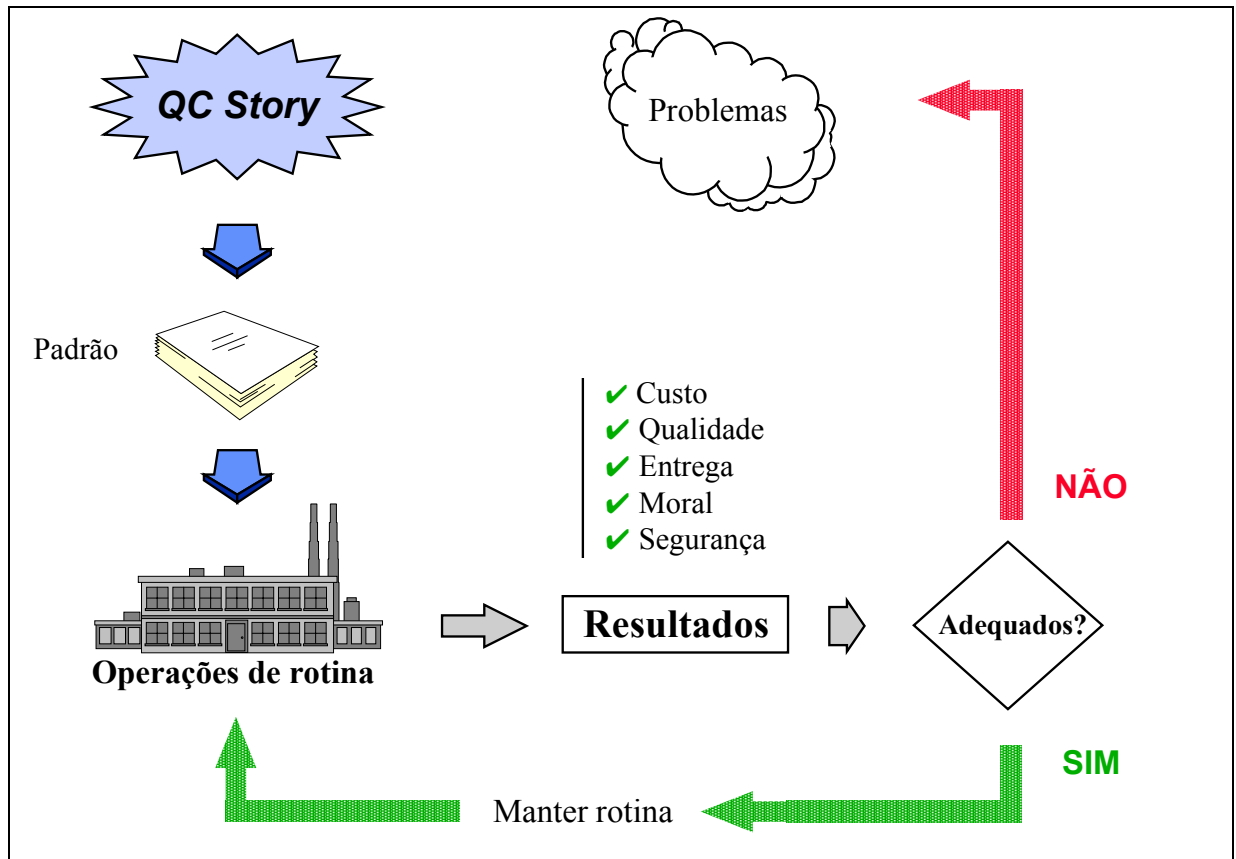 QC Story
Problemas
Padrão
✔ Custo
✔ Qualidade
✔ Entrega
✔ Moral
✔ Segurança
NÃO
Operações de rotina
Resultados
Adequados?
SIM
Manter rotina